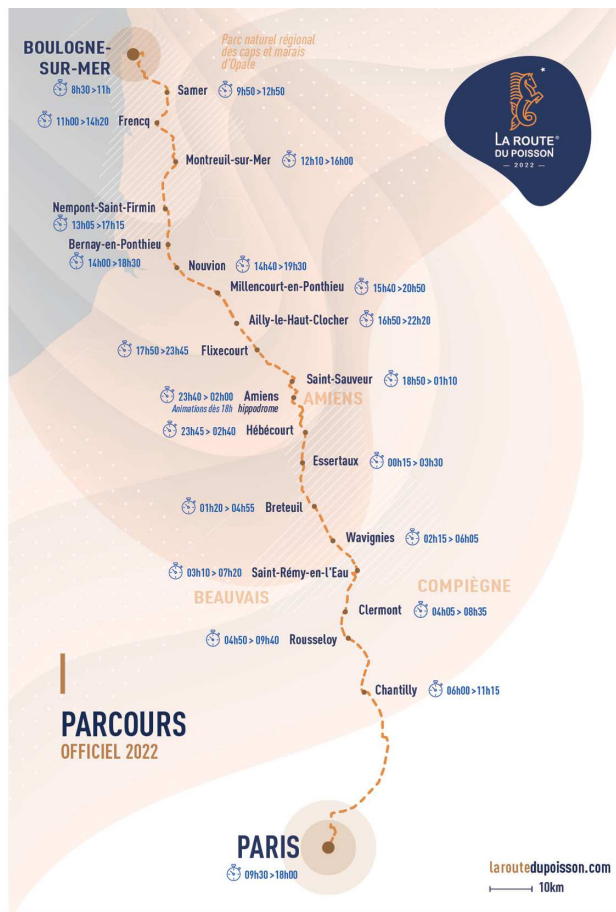 BOULOGNE-
SUR-MER
8h30 > 11h
Parc naturel régional
des caps et marais
d'Opale
LA ROUTE®
DU POISSON
— 2022 —
Samer
9h50 > 12h50
11h00 > 14h20
Frencq
Montreuil-sur-Mer
12h10 > 16h00
Nempont-Saint-Firmin
13h05 > 17h15
Bernay-en-Ponthieu
14h00 > 18h30
Nouvion
14h40 > 19h30
Millencourt-en-Ponthieu
15h40 > 20h50
Ailly-le-Haut-Clocher
16h50 > 22h20
17h50 > 23h45
Flixecourt
Saint-Sauveur
18h50 > 01h10
23h40 > 02h00
Amiens
AMIENS
Animations dès 18h
hippodrome
23h45 > 02h40
Hébécourt
Essertaux
00h15 > 03h30
01h20 > 04h55
Breteuil
Wavignies
02h15 > 06h05
03h10 > 07h20
Saint-Rémy-en-l'Eau
BEAUVAIS
COMPIÈGNE
Clermont
04h05 > 08h35
04h50 > 09h40
Rousseloy
Chantilly
06h00 > 11h15
PARCOURS
OFFICIEL 2022
PARIS
09h30 > 18h00
laroutedupoisson.com
10km